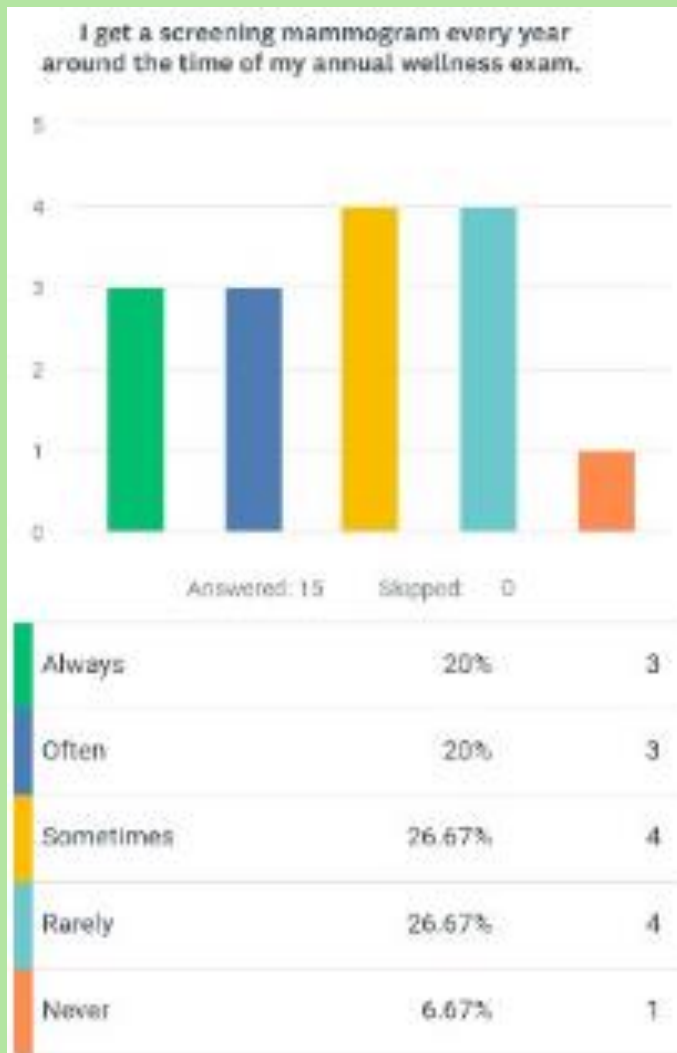 I get a screening mammogram every year
around the time of my annual wellness exam.
5
4
3
2
1
0
Answered: 15 Skipped: 0
Always 20% 3
Often 20% 3
Sometimes 26.67% 4
Rarely 26.67% 4
Never 6.67% 1